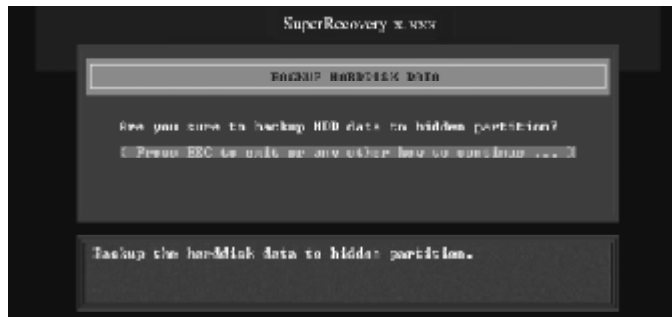 SuperRecovery x.xxx
BACKUP HARDDISK DATA
Are you sure to backup HDD data to hidden partition?
[ Press ESC to exit or any other key to continue ... ]
Backup the harddisk data to hidden partition.